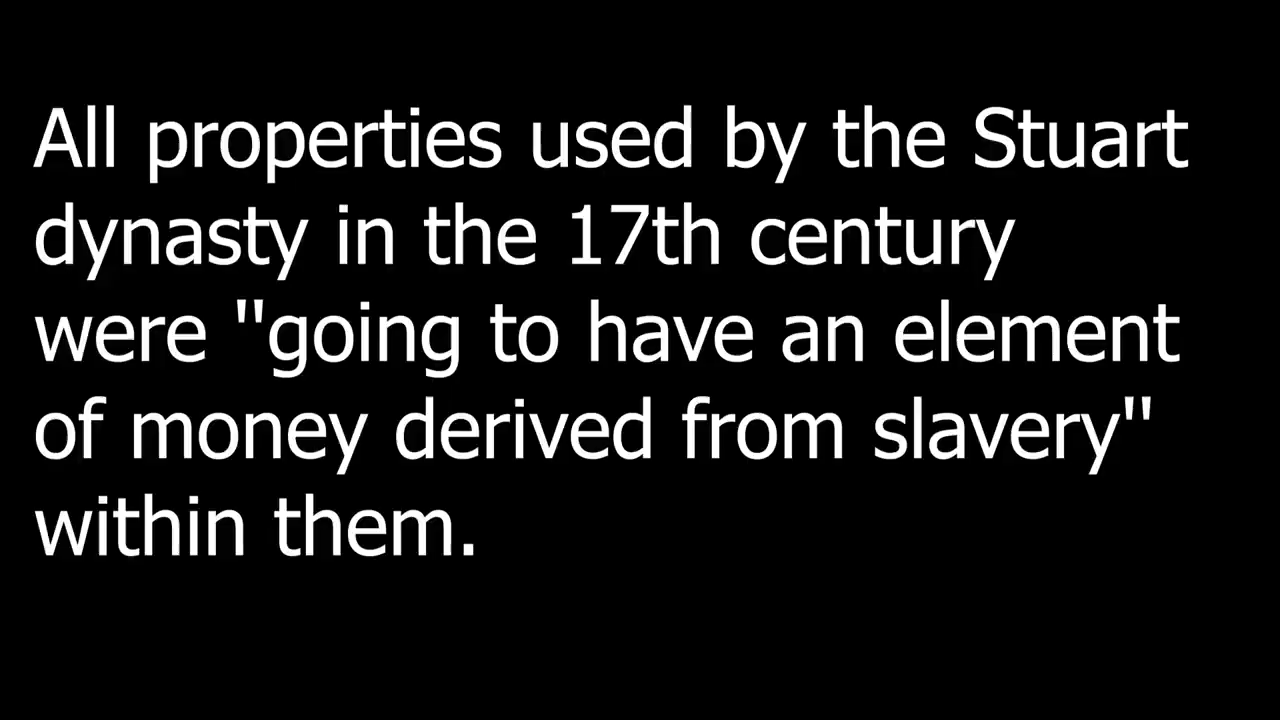 All properties used by the Stuart
dynasty in the 17th century
were "going to have an element
of money derived from slavery"
within them.